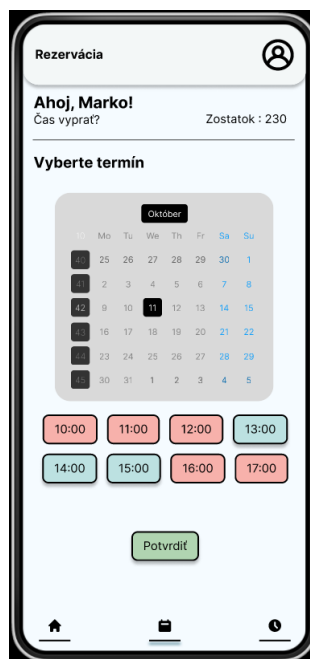 Rezervácia
Ahoj, Marko!
Čas vyprať? Zostatok : 230
Vyberte termín
Október
Mo Tu We Th Fr Sa Su
40 25 26 27 28 29 30 1
41 2 3 4 5 6 7 8
42 9 10 11 12 13 14 15
43 16 17 18 19 20 21 22
44 23 24 25 26 27 28 29
45 30 31 1 2 3 4 5
10:00 11:00 12:00 13:00
14:00 15:00 16:00 17:00
Potvrdiť